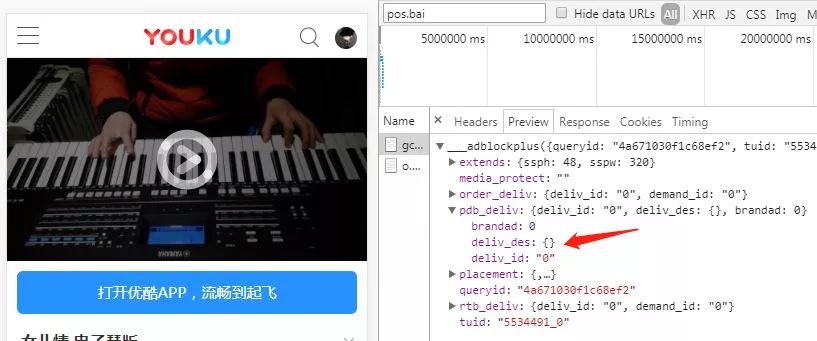 YOUKU
打开优酷APP，流畅到起飞
pos.bai
Hide data URLs
All
XHR JS CSS Img
5000000 ms 10000000 ms 15000000 ms 20000000 ms
Name
× Headers Preview Response Cookies Timing
gc...
o....
▼ ___adblockplus({queryid: "4a671030f1c68ef2", tuid: "5534
▶ extends: {ssph: 48, sspw: 320}
media_protect: ""
▶ order_deliv: {deliv_id: "0", demand_id: "0"}
▼ pdb_deliv: {deliv_id: "0", deliv_des: {}, brandad: 0}
brandad: 0
deliv_des: {}
deliv_id: "0"
▶ placement: {,…}
queryid: "4a671030f1c68ef2"
▶ rtb_deliv: {deliv_id: "0", demand_id: "0"}
tuid: "5534491_0"
YAMAHA